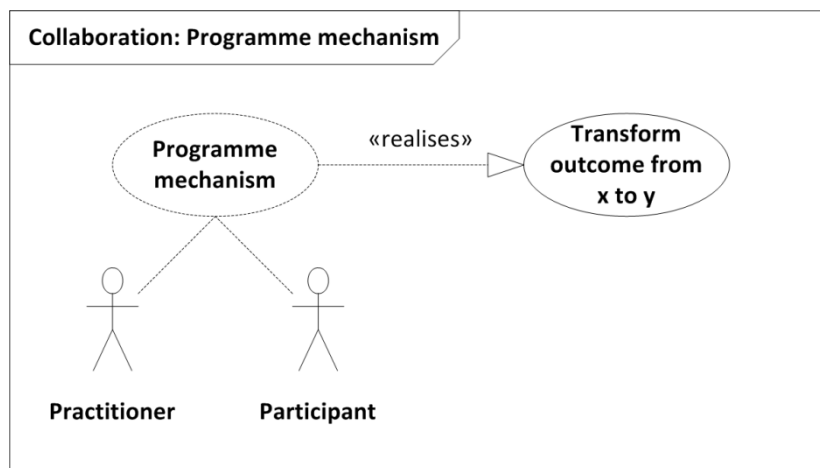 Collaboration: Programme mechanism
«realises»
Programme
mechanism
Transform
outcome from
x to y
Practitioner
Participant